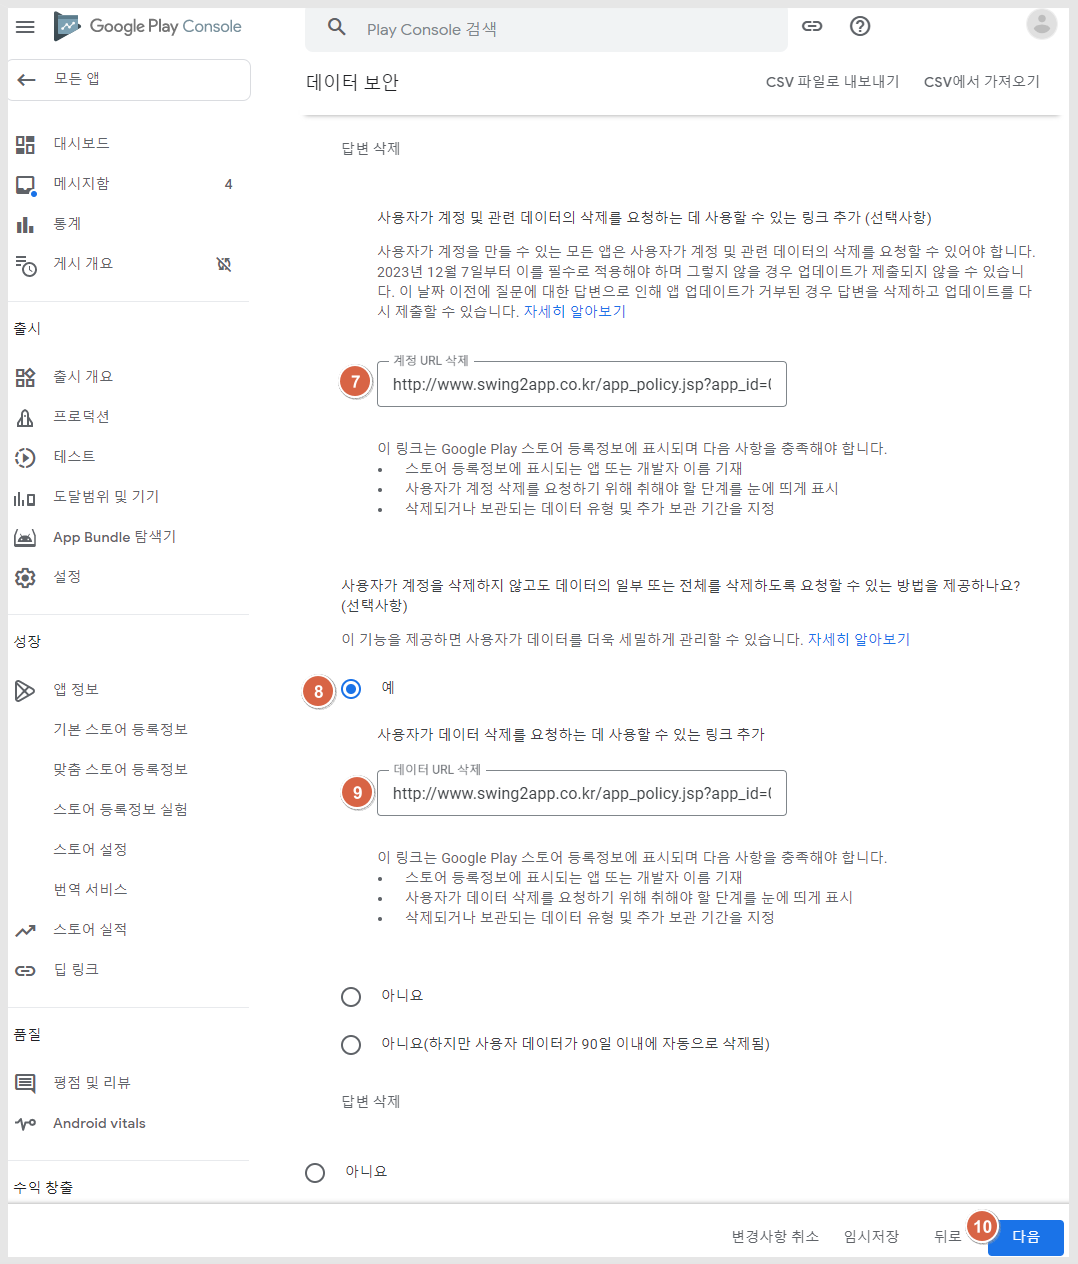 Google Play Console
Play Console 검색
모든 앱
데이터 보안
CSV 파일로 내보내기
CSV에서 가져오기
대시보드
메시지함
4
통계
게시 개요
출시
출시 개요
프로덕션
테스트
도달범위 및 기기
App Bundle 탐색기
설정
성장
앱 정보
기본 스토어 등록정보
맞춤 스토어 등록정보
스토어 등록정보 실험
스토어 설정
번역 서비스
스토어 실적
딥 링크
품질
평점 및 리뷰
Android vitals
수익 창출
답변 삭제
사용자가 계정 및 관련 데이터의 삭제를 요청하는 데 사용할 수 있는 링크 추가 (선택사항)
사용자가 계정을 만들 수 있는 모든 앱은 사용자가 계정 및 관련 데이터의 삭제를 요청할 수 있어야 합니다.
2023년 12월 7일부터 이를 필수로 적용해야 하며 그렇지 않을 경우 업데이트가 제출되지 않을 수 있습니
다. 이 날짜 이전에 질문에 대한 답변으로 인해 앱 업데이트가 거부된 경우 답변을 삭제하고 업데이트를 다
시 제출할 수 있습니다. 자세히 알아보기
계정 URL 삭제
7
http://www.swing2app.co.kr/app_policy.jsp?app_id=
이 링크는 Google Play 스토어 등록정보에 표시되며 다음 사항을 충족해야 합니다.
• 스토어 등록정보에 표시되는 앱 또는 개발자 이름 기재
• 사용자가 계정 삭제를 요청하기 위해 취해야 할 단계를 눈에 띄게 표시
• 삭제되거나 보관되는 데이터 유형 및 추가 보관 기간을 지정
사용자가 계정을 삭제하지 않고도 데이터의 일부 또는 전체를 삭제하도록 요청할 수 있는 방법을 제공하나요?
(선택사항)
이 기능을 제공하면 사용자가 데이터를 더욱 세밀하게 관리할 수 있습니다. 자세히 알아보기
8
예
사용자가 데이터 삭제를 요청하는 데 사용할 수 있는 링크 추가
데이터 URL 삭제
9
http://www.swing2app.co.kr/app_policy.jsp?app_id=
이 링크는 Google Play 스토어 등록정보에 표시되며 다음 사항을 충족해야 합니다.
• 스토어 등록정보에 표시되는 앱 또는 개발자 이름 기재
• 사용자가 데이터 삭제를 요청하기 위해 취해야 할 단계를 눈에 띄게 표시
• 삭제되거나 보관되는 데이터 유형 및 추가 보관 기간을 지정
아니요
아니요(하지만 사용자 데이터가 90일 이내에 자동으로 삭제됨)
답변 삭제
아니요
변경사항 취소
임시저장
뒤로
10
다음